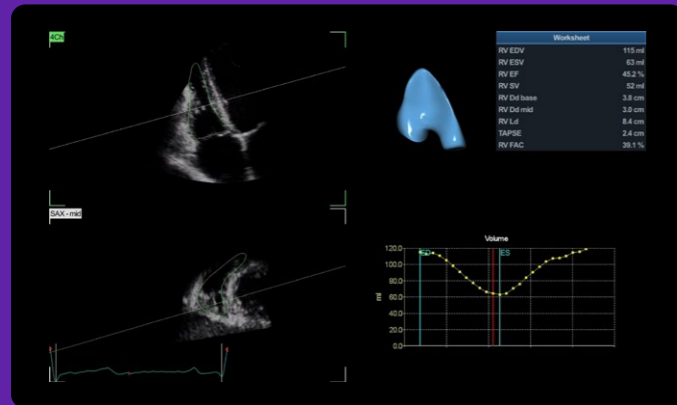 4Ch
Worksheet
RV EDV 115 ml
RV ESV 63 ml
RV EF 45.2 %
RV SV 52 ml
RV Dd base 3.8 cm
RV Dd mid 3.0 cm
RV Ld 8.4 cm
TAPSE 2.4 cm
RV FAC 39.1 %
SAX - mid
Volume
120.0
ED
ES
100.0
80.0
ml
60.0
40.0
20.0
0.0